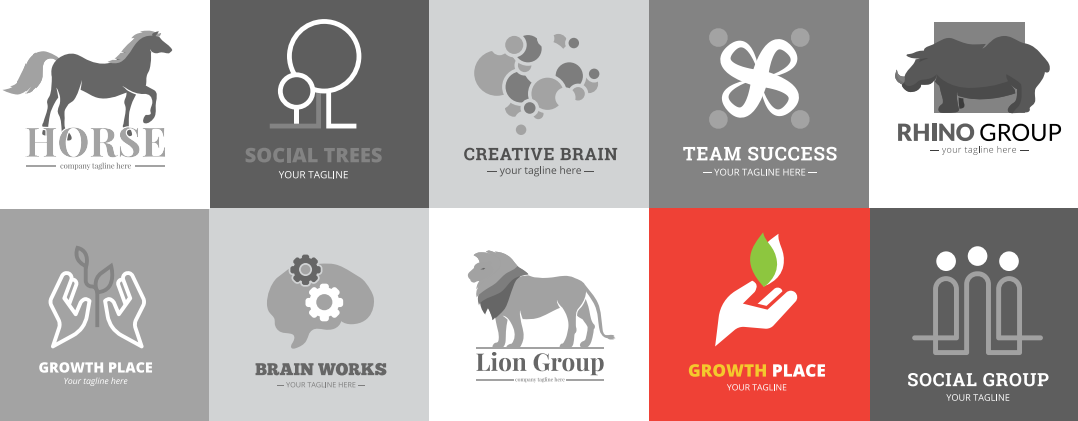 HORSE
company tagline here
SOCIAL TREES
YOUR TAGLINE
CREATIVE BRAIN
your tagline here
TEAM SUCCESS
YOUR TAGLINE HERE
RHINO GROUP
your tagline here
GROWTH PLACE
Your tagline here
BRAIN WORKS
YOUR TAGLINE HERE
Lion Group
company tagline here
GROWTH PLACE
YOUR TAGLINE
SOCIAL GROUP
YOUR TAGLINE